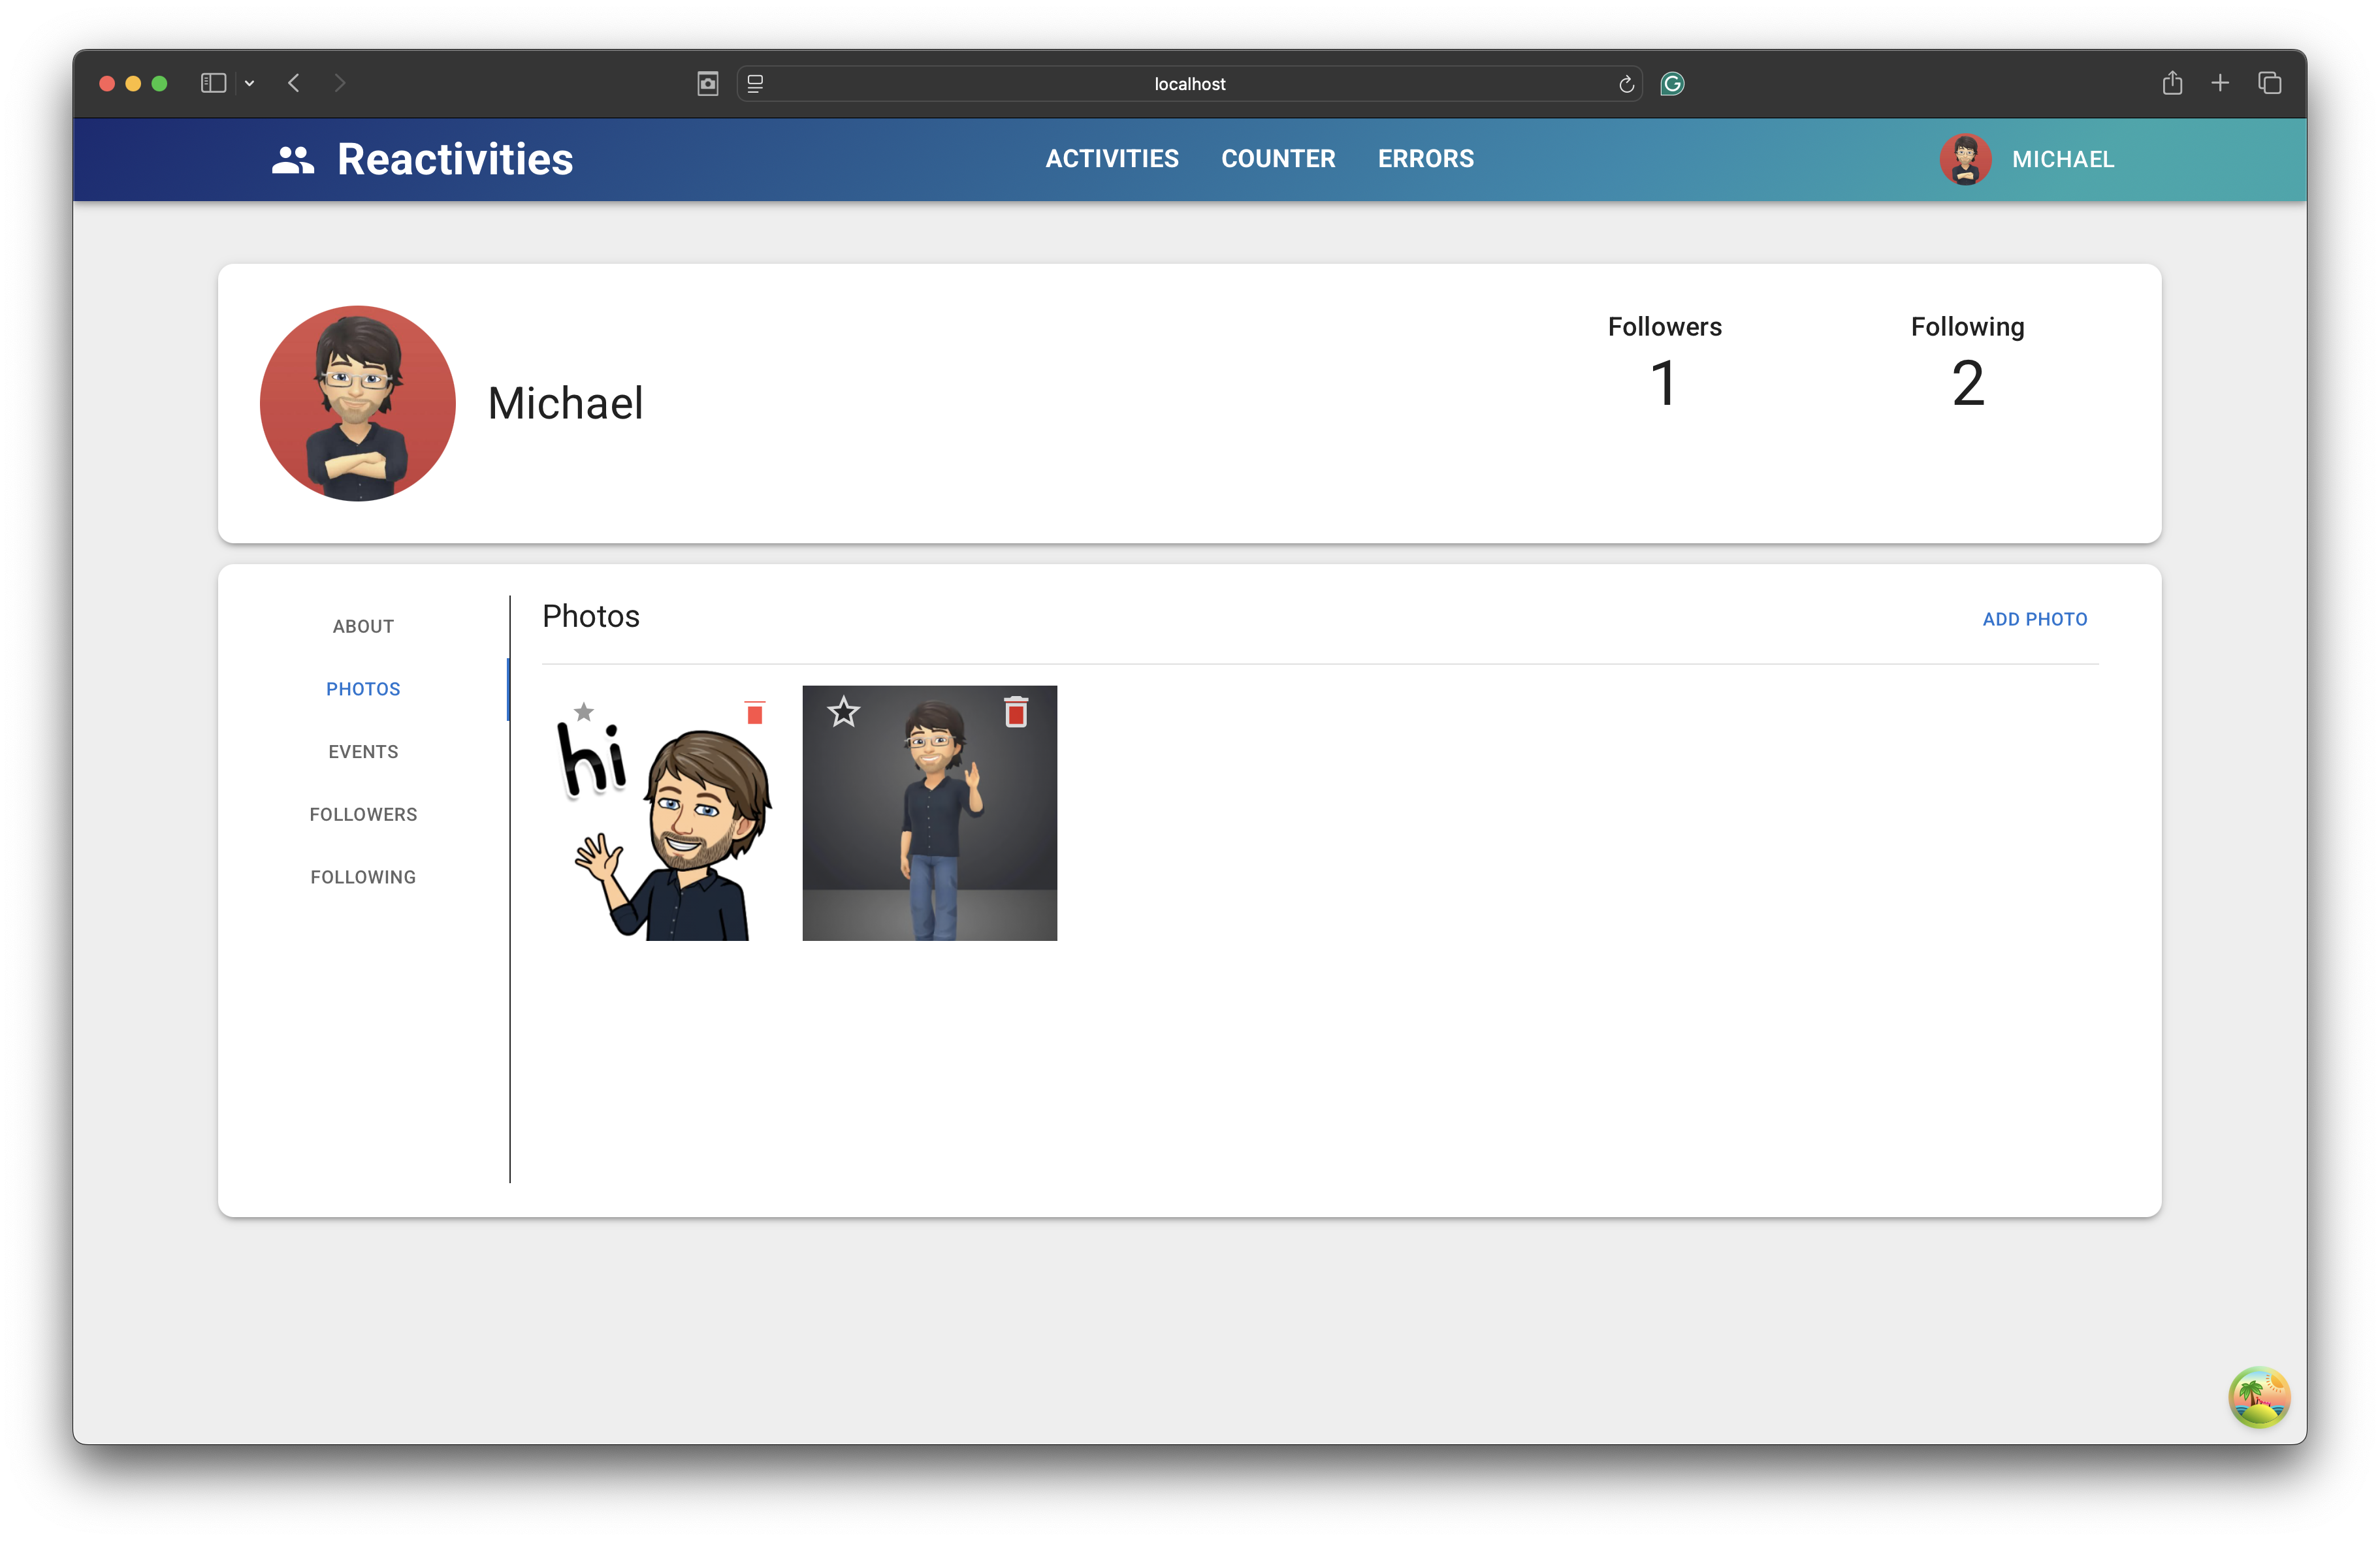 localhost
Reactivities
ACTIVITIES COUNTER ERRORS
MICHAEL
Michael
Followers
1
Following
2
ABOUT
PHOTOS
EVENTS
FOLLOWERS
FOLLOWING
Photos
ADD PHOTO
hi